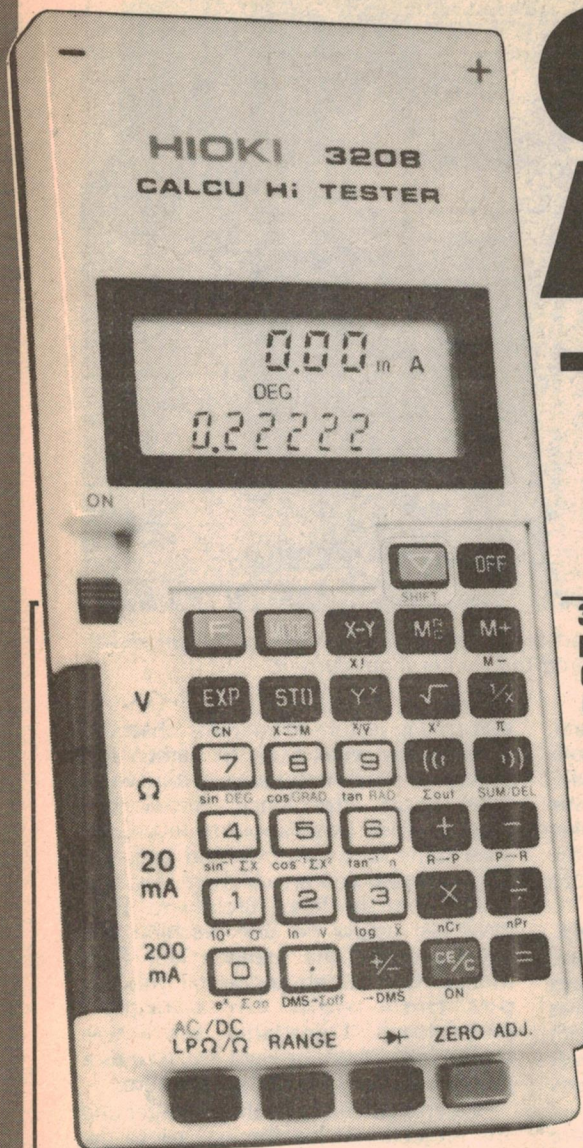 − +
HIOKI 3208
CALCU Hi TESTER
0.00 m A
DEG
0.22222
ON
▽ OFF
SHIFT
F MODE X-Y M+
X! M−
V EXP STO Yˣ √ 1/x
CN X⇄M ˣ√y X² π
7 8 9 ((( )))
Ω sin DEG cos GRAD tan RAD Σout SUM/DEL
4 5 6 + −
20 mA sin⁻¹ ΣX cos⁻¹ ΣX² tan⁻¹ n R→P P→R
1 2 3 × ÷
10ˣ σ ln V log x̄ nCr nPr
200 mA 0 . +/− CE/C =
eˣ Σon DMS→Σoff →DMS ON
AC/DC
LPΩ/Ω RANGE ZERO ADJ.